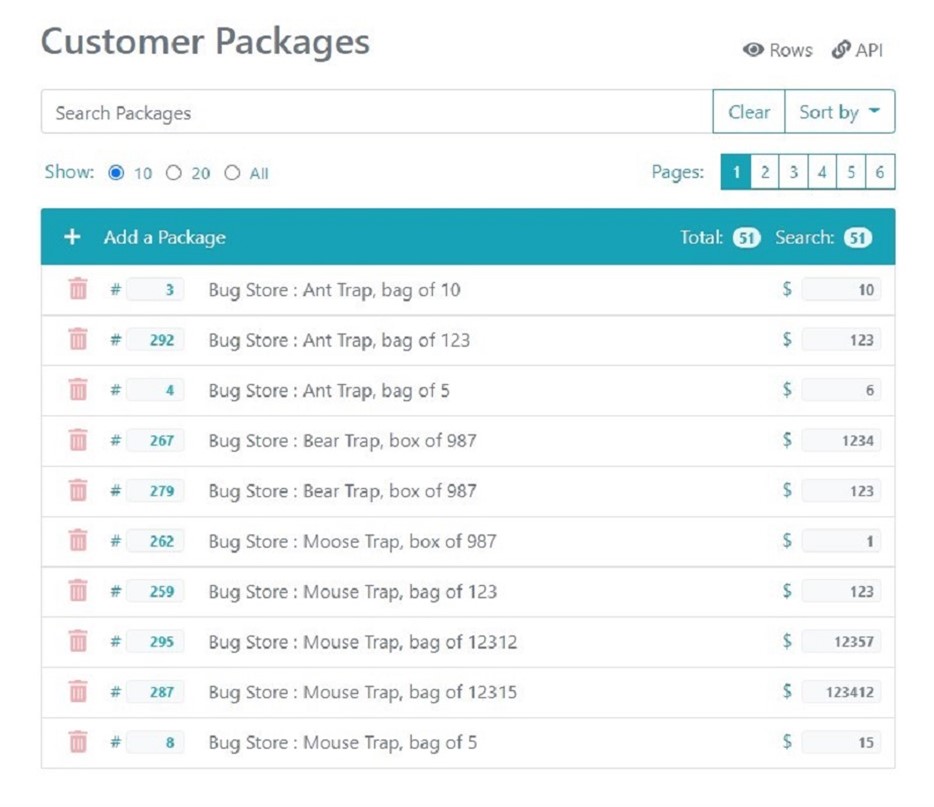 Customer Packages
Rows API
Search Packages Clear Sort by
Show: 10 20 All Pages: 1 2 3 4 5 6
+ Add a Package Total: 51 Search: 51
# 3 Bug Store : Ant Trap, bag of 10 $ 10
# 292 Bug Store : Ant Trap, bag of 123 $ 123
# 4 Bug Store : Ant Trap, bag of 5 $ 6
# 267 Bug Store : Bear Trap, box of 987 $ 1234
# 279 Bug Store : Bear Trap, box of 987 $ 123
# 262 Bug Store : Moose Trap, box of 987 $ 1
# 259 Bug Store : Mouse Trap, bag of 123 $ 123
# 295 Bug Store : Mouse Trap, bag of 12312 $ 12357
# 287 Bug Store : Mouse Trap, bag of 12315 $ 123412
# 8 Bug Store : Mouse Trap, bag of 5 $ 15